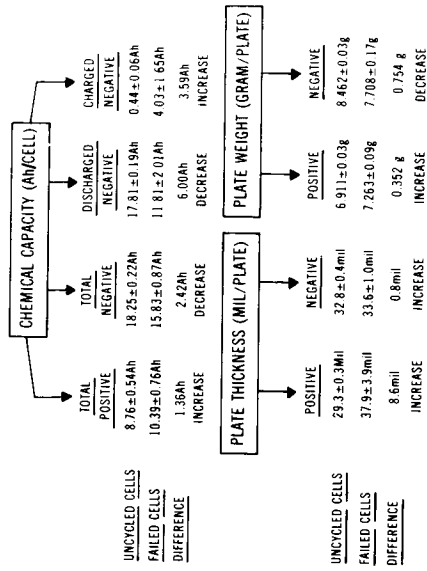 CHEMICAL CAPACITY (Ah/CELL)
TOTAL POSITIVE TOTAL NEGATIVE DISCHARGED NEGATIVE CHARGED NEGATIVE
UNCYCLED CELLS 8.76±0.54Ah 18.25±0.22Ah 17.81±0.19Ah 0.44±0.06Ah
FAILED CELLS 10.39±0.76Ah 15.83±0.87Ah 11.81±2.01Ah 4.03±1.65Ah
DIFFERENCE 1.36Ah 2.42Ah 6.00Ah 3.59Ah
INCREASE DECREASE DECREASE INCREASE
PLATE THICKNESS (MIL/PLATE) PLATE WEIGHT (GRAM/PLATE)
POSITIVE NEGATIVE POSITIVE NEGATIVE
UNCYCLED CELLS 29.3±0.3Mil 32.8±0.4mil 6.911±0.03g 8.462±0.03g
FAILED CELLS 37.9±3.9mil 33.6±1.0mil 7.263±0.09g 7.708±0.17g
DIFFERENCE 8.6mil 0.8mil 0.352 g 0.754 g
INCREASE INCREASE INCREASE DECREASE